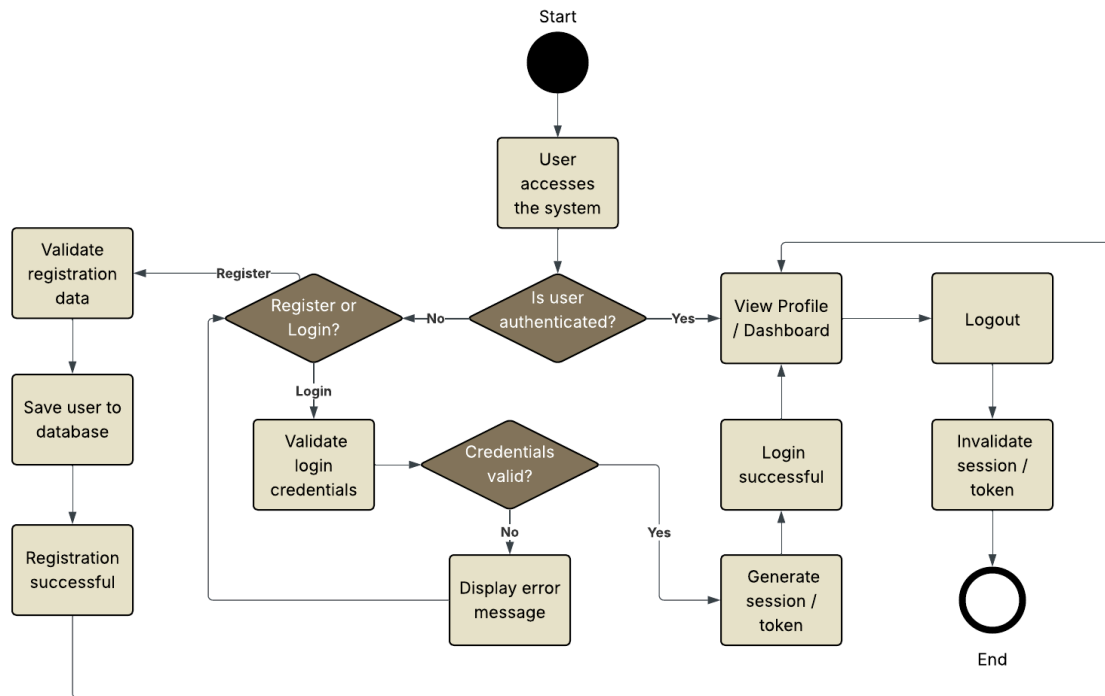 Start
User
accesses
the system
Validate
registration
data
Register
Register or
Login?
No
Is user
authenticated?
Yes
View Profile
/ Dashboard
Logout
Save user to
database
Login
Validate
login
credentials
Credentials
valid?
Login
successful
Invalidate
session /
token
Registration
successful
No
Yes
Display error
message
Generate
session /
token
End